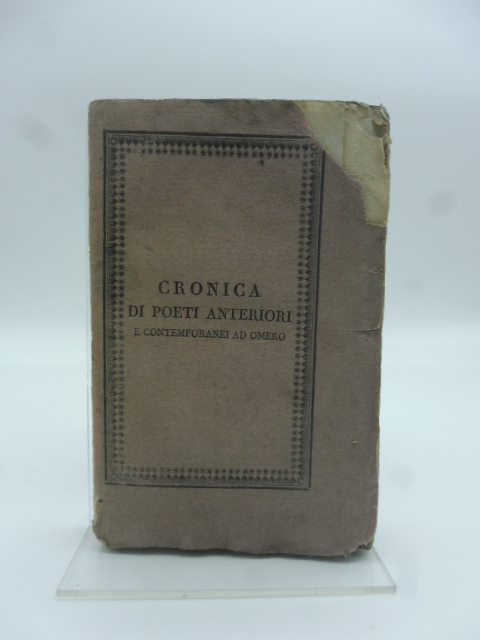 CRONICA
DI POETI ANTERIORI
E CONTEMPORANEI AD OMERO